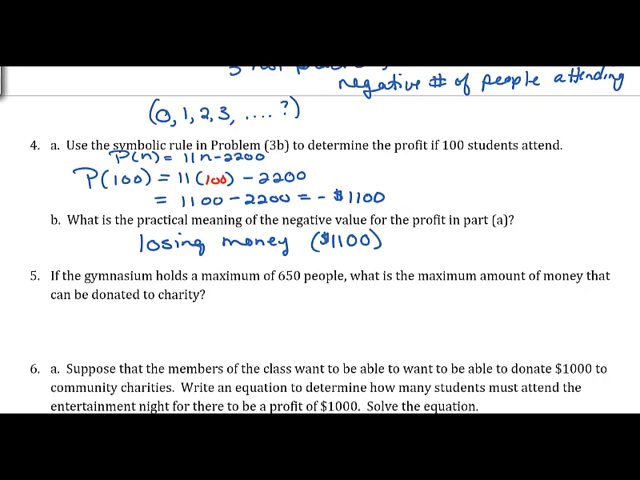 negative # of people attending
(0, 1, 2, 3, .... ?)
4. a. Use the symbolic rule in Problem (3b) to determine the profit if 100 students attend.
P(n) = 11n - 2200
P(100) = 11(100) - 2200
= 1100 - 2200 = - $1100
b. What is the practical meaning of the negative value for the profit in part (a)?
losing money ($1100)
5. If the gymnasium holds a maximum of 650 people, what is the maximum amount of money that
can be donated to charity?
6. a. Suppose that the members of the class want to be able to want to be able to donate $1000 to
community charities. Write an equation to determine how many students must attend the
entertainment night for there to be a profit of $1000. Solve the equation.